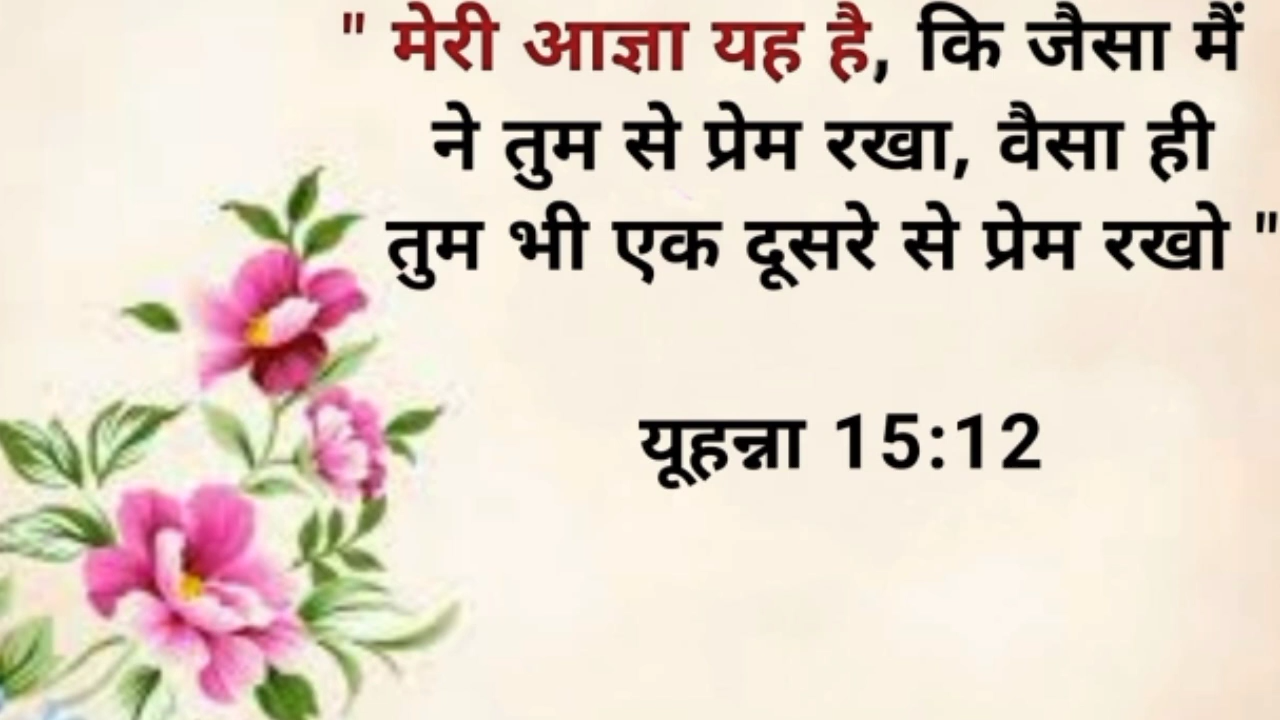 " मेरी आज्ञा यह है, कि जैसा मैं
ने तुम से प्रेम रखा, वैसा ही
तुम भी एक दूसरे से प्रेम रखो "
यूहन्ना 15:12